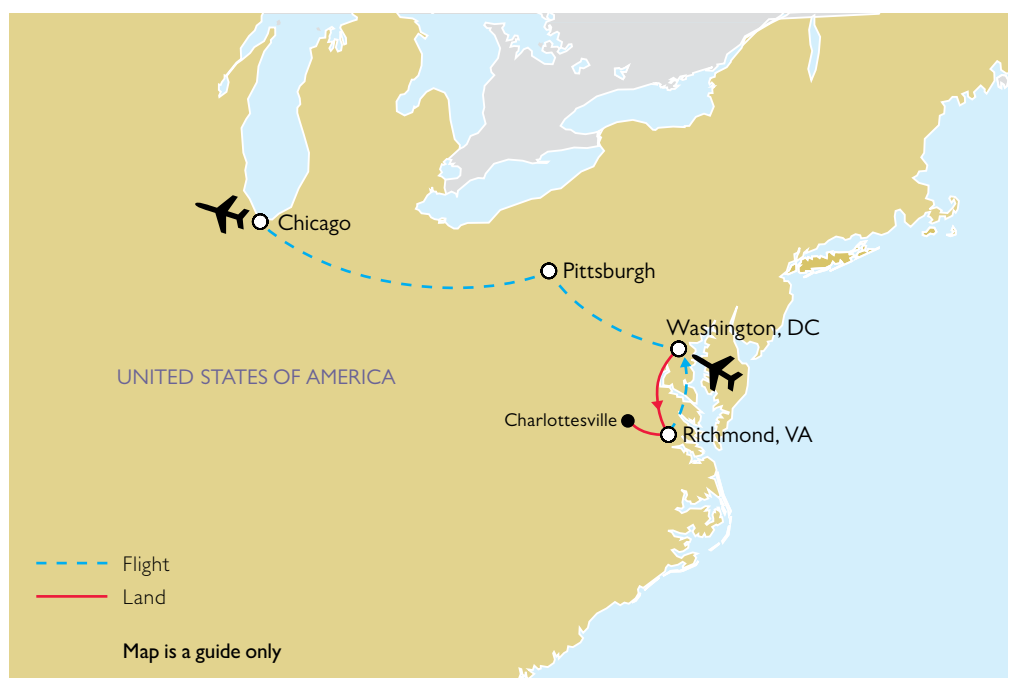 Chicago
Pittsburgh
Washington, DC
UNITED STATES OF AMERICA
Charlottesville
Richmond, VA
Flight
Land
Map is a guide only